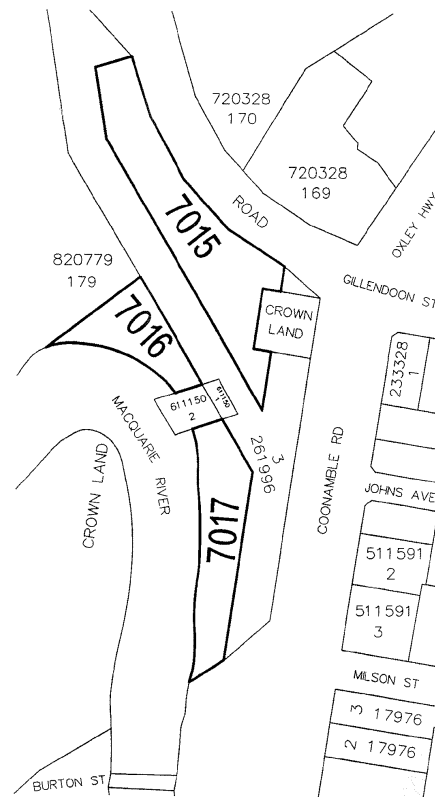 720328
170
720328
169
ROAD
OXLEY HWY
7015
820779
179
GILLENDOON ST
7016
CROWN
LAND
233328
1
611150
2
611150
1
MACQUARIE RIVER
CROWN LAND
3
261996
COONAMBLE RD
JOHNS AVE
7017
511591
2
511591
3
MILSON ST
3 17976
2 17976
BURTON ST